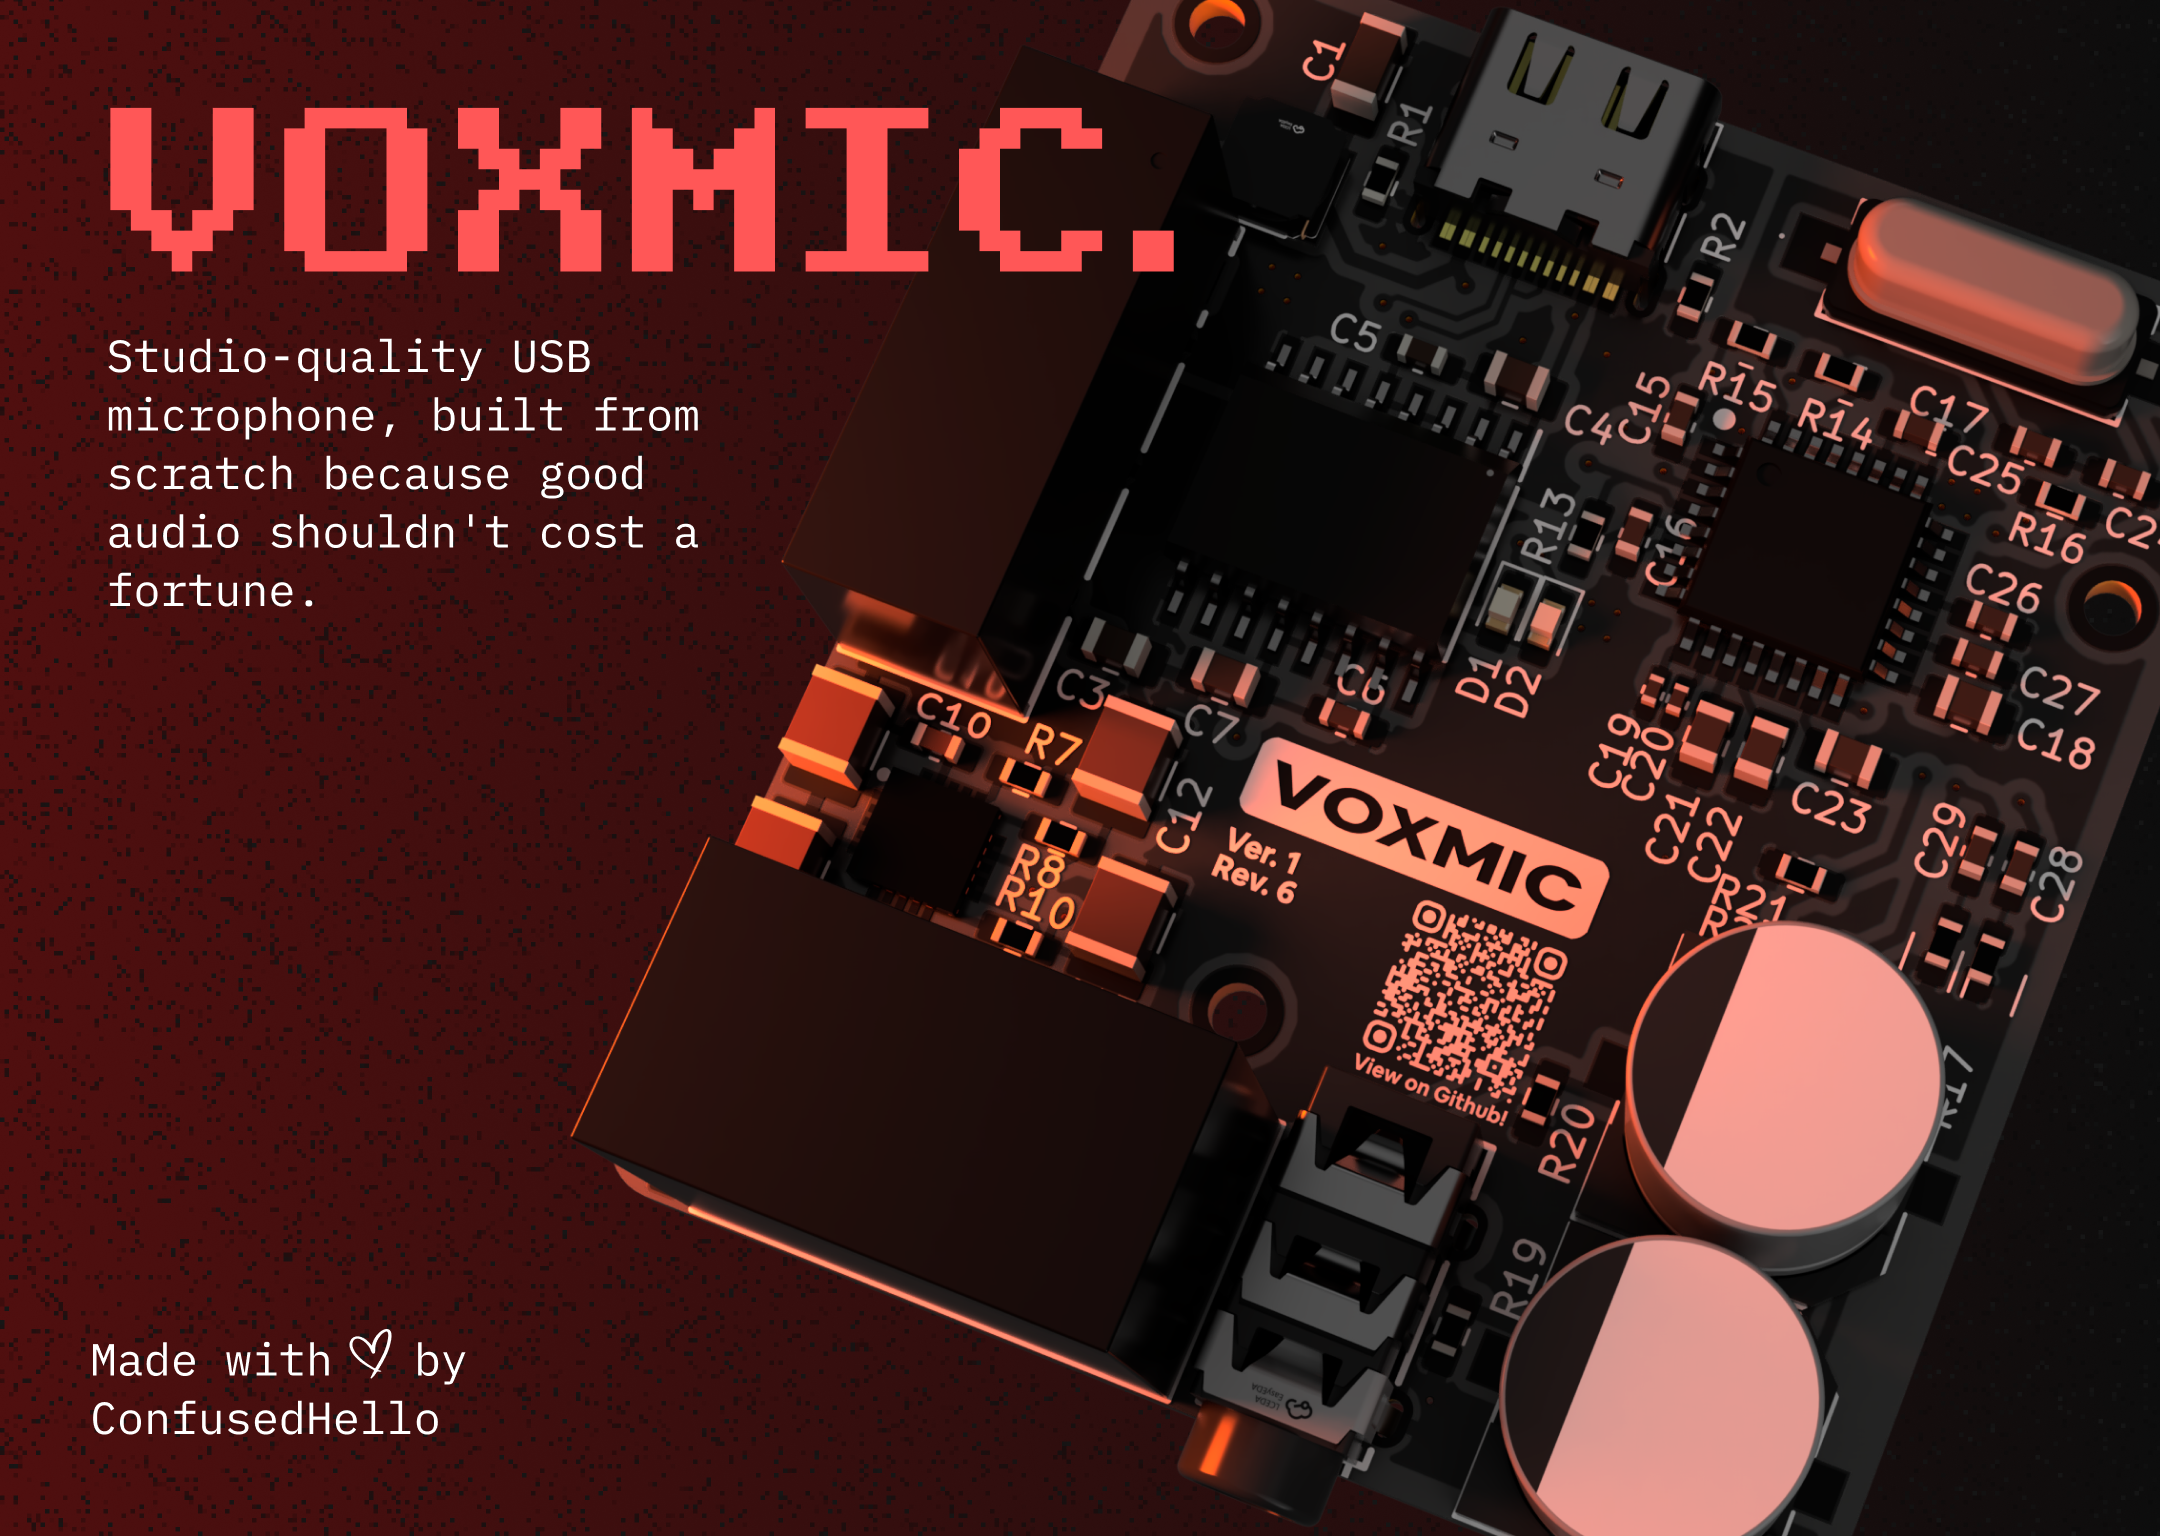 VOXMIC.
Studio-quality USB
microphone, built from
scratch because good
audio shouldn't cost a
fortune.
Made with by
ConfusedHello
C1
R1
R2
C5
C4
C15
R15
R14
C17
C25
R16
R13
C16
C26
C27
C18
D1
D2
C3
C6
C7
C10
R7
C12
R8
R10
C19
C20
C21
C22
C23
C29
C28
R21
VOXMIC
Ver. 1
Rev. 6
View on Github!
R20
R19
LCEDA
EasyEDA